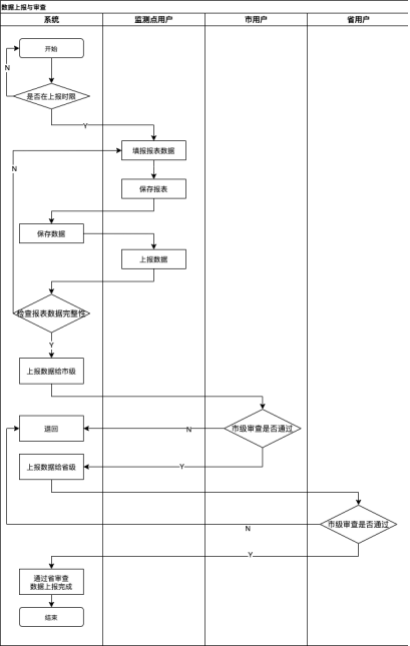 数据上报与审查
系统
监测点用户
市用户
省用户
开始
N
是否在上报时限
Y
填报报表数据
N
保存报表
保存数据
上报数据
检查报表数据完整性
Y
上报数据给市级
退回
N
市级审查是否通过
上报数据给省级
Y
市级审查是否通过
N
Y
通过省审查
数据上报完成
结束